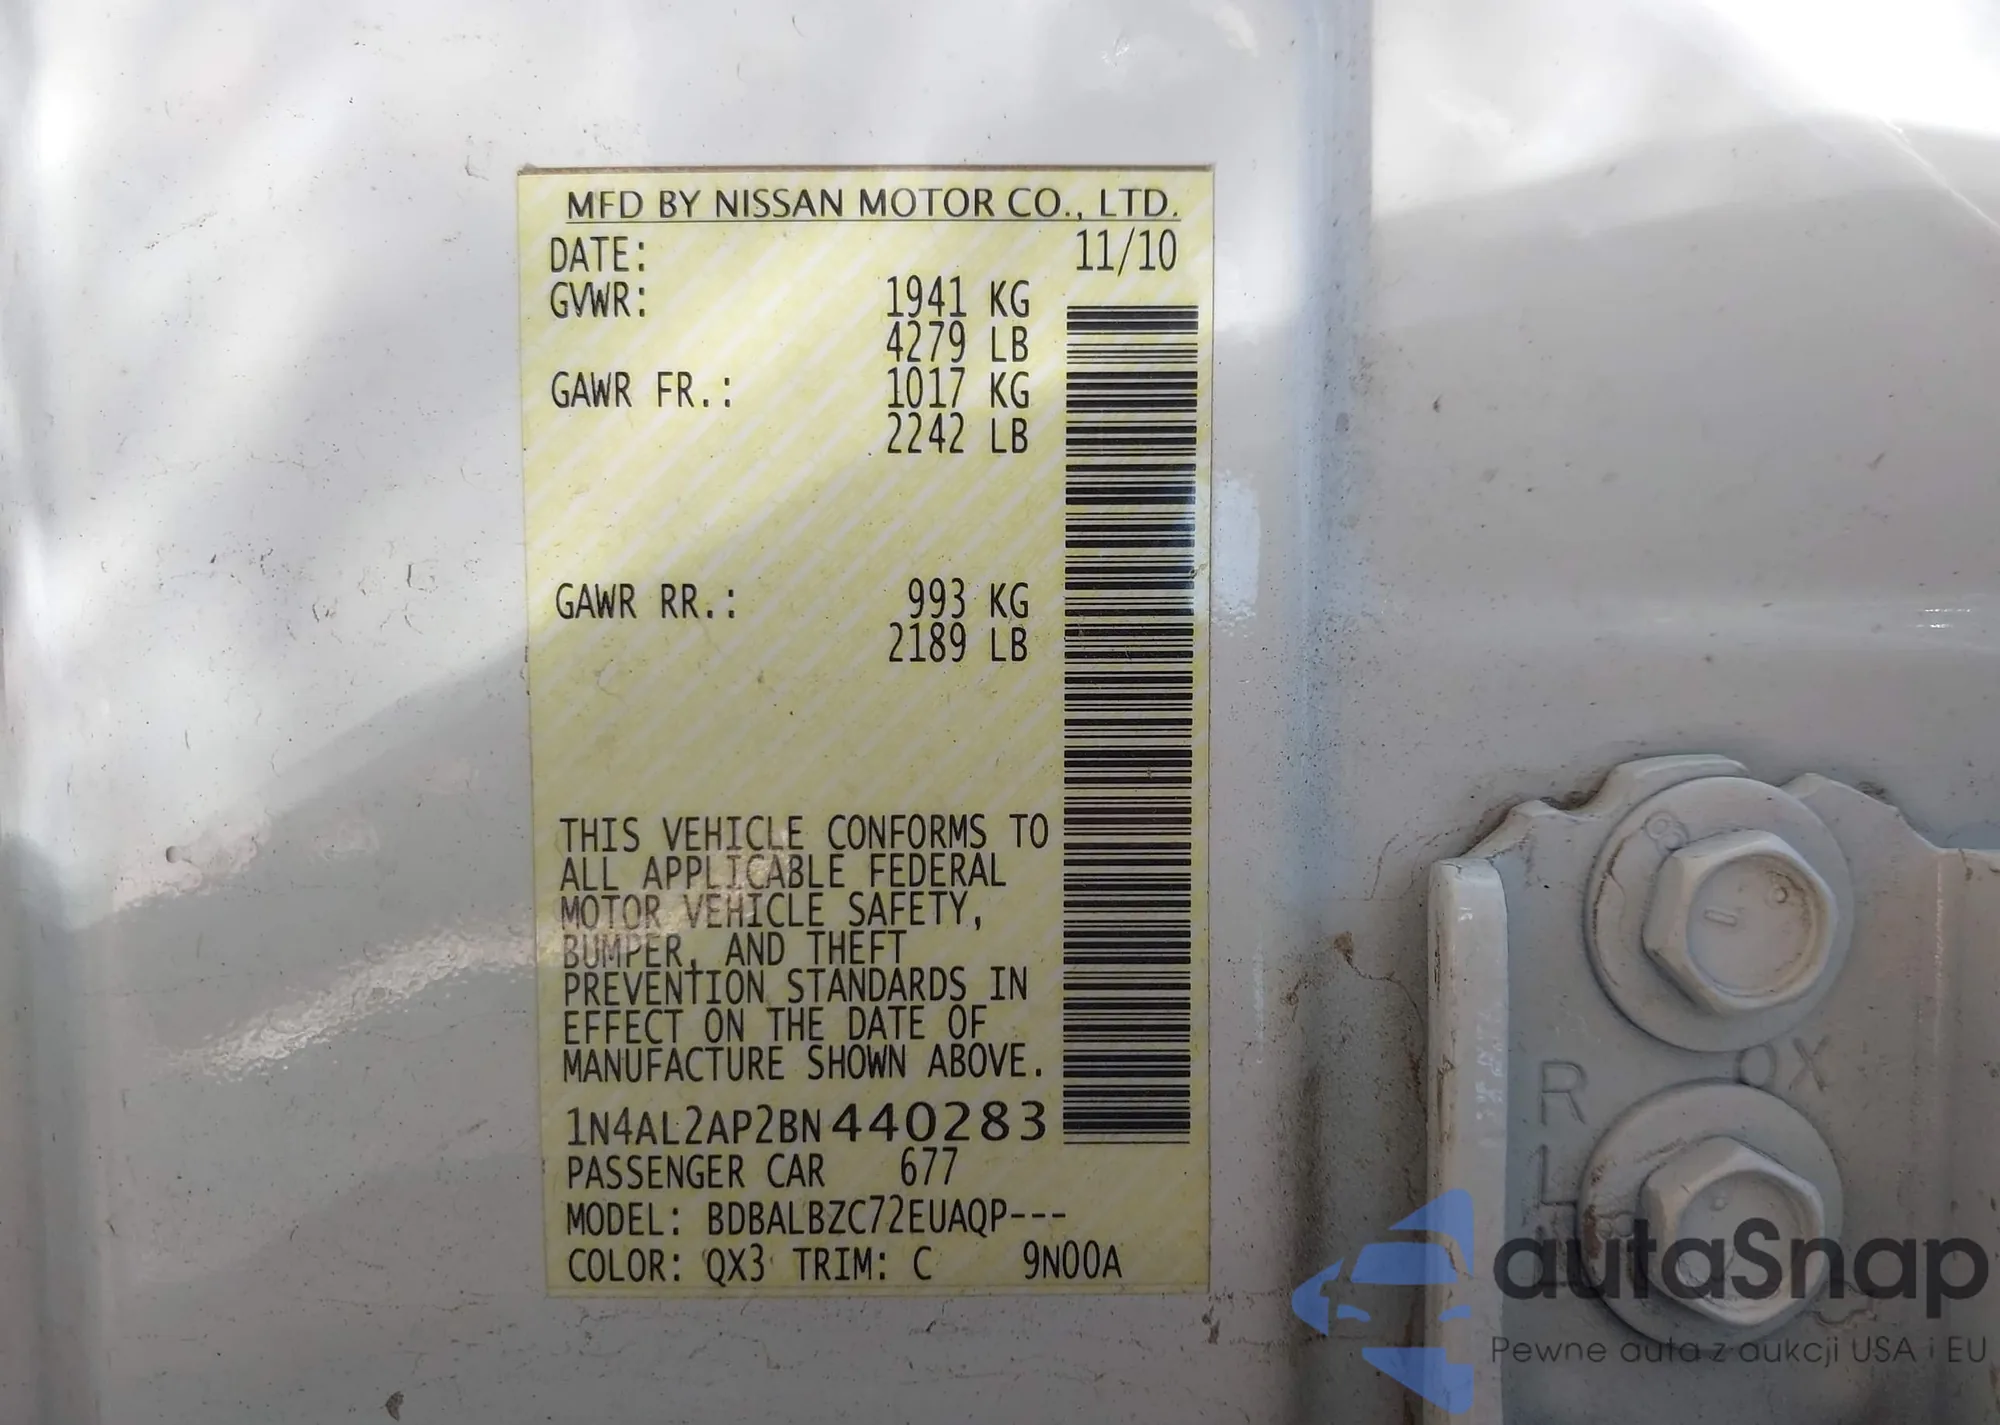 MFD BY NISSAN MOTOR CO., LTD.
DATE: 11/10
GVWR: 1941 KG
4279 LB
GAWR FR.: 1017 KG
2242 LB
GAWR RR.: 993 KG
2189 LB
THIS VEHICLE CONFORMS TO
ALL APPLICABLE FEDERAL
MOTOR VEHICLE SAFETY,
BUMPER, AND THEFT
PREVENTION STANDARDS IN
EFFECT ON THE DATE OF
MANUFACTURE SHOWN ABOVE.
1N4AL2AP2BN440283
PASSENGER CAR 677
MODEL: BDBALBZC72EUAQP---
COLOR: QX3 TRIM: C 9N00A
8
R
L
autaSnap
Pewne auta z aukcji USA i EU